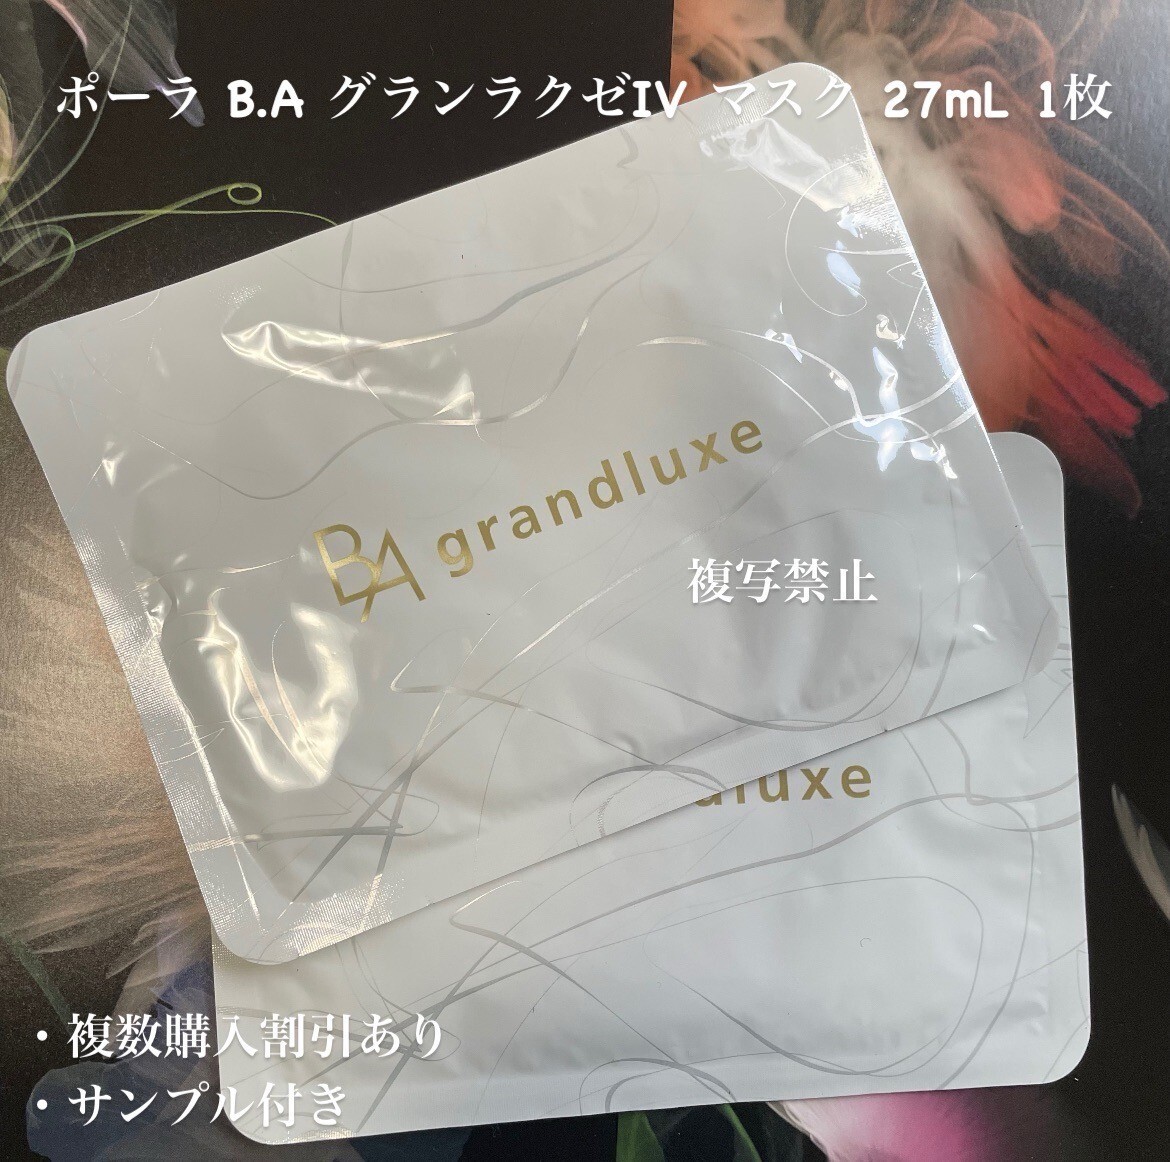 ポーラ B.A グランラクゼIV マスク 27mL 1枚
BA grandluxe
複写禁止
luxe
・複数購入割引あり
・サンプル付き